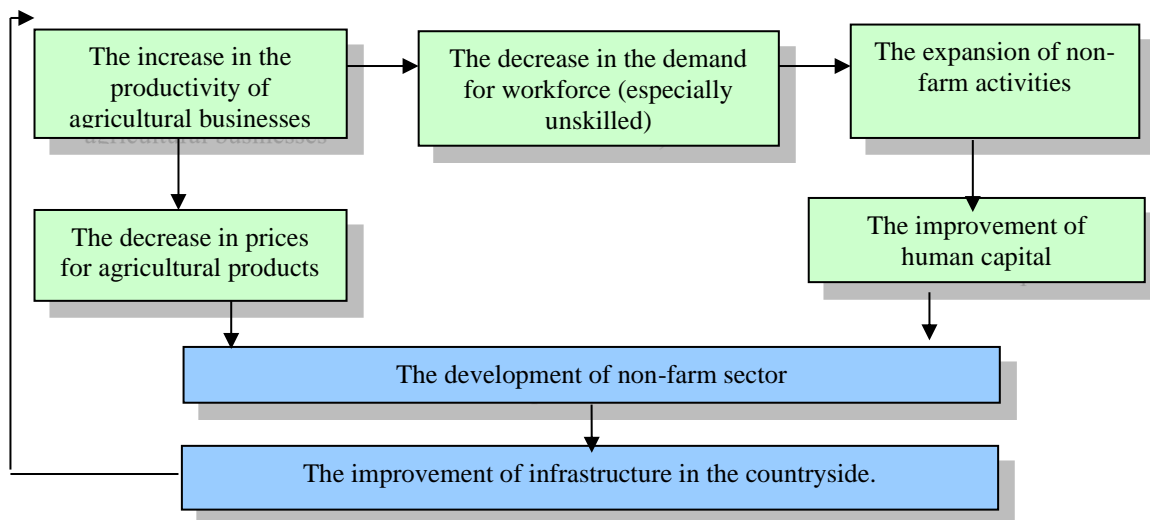 The increase in the
productivity of
agricultural businesses
The decrease in the demand
for workforce (especially
unskilled)
The expansion of non-
farm activities
The decrease in prices
for agricultural products
The improvement of
human capital
The development of non-farm sector
The improvement of infrastructure in the countryside.